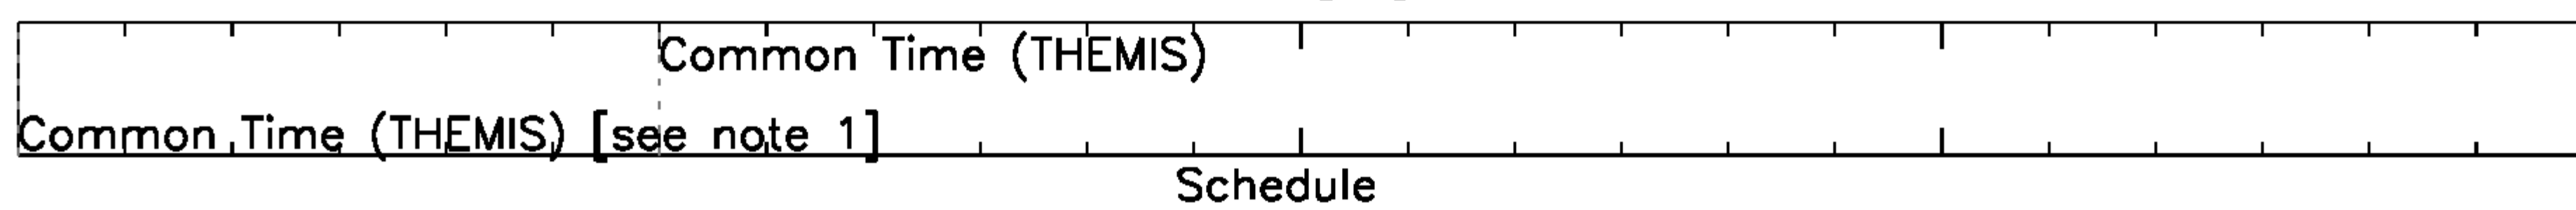 Common Time (THEMIS)
Common Time (THEMIS) [see note 1]
Schedule